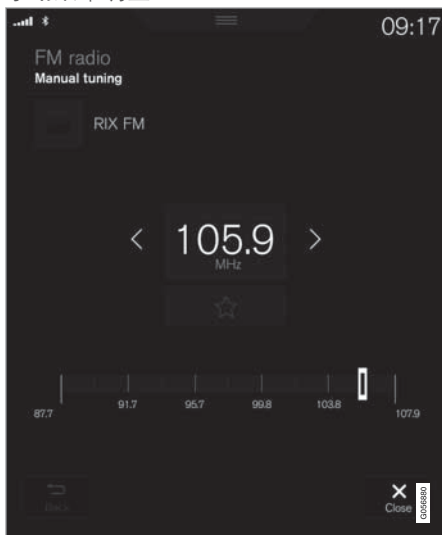 09:17
FM radio
Manual tuning
RIX FM
105.9
MHz
87.7
91.7
95.7
99.8
103.8
107.9
Back
Close
G056880